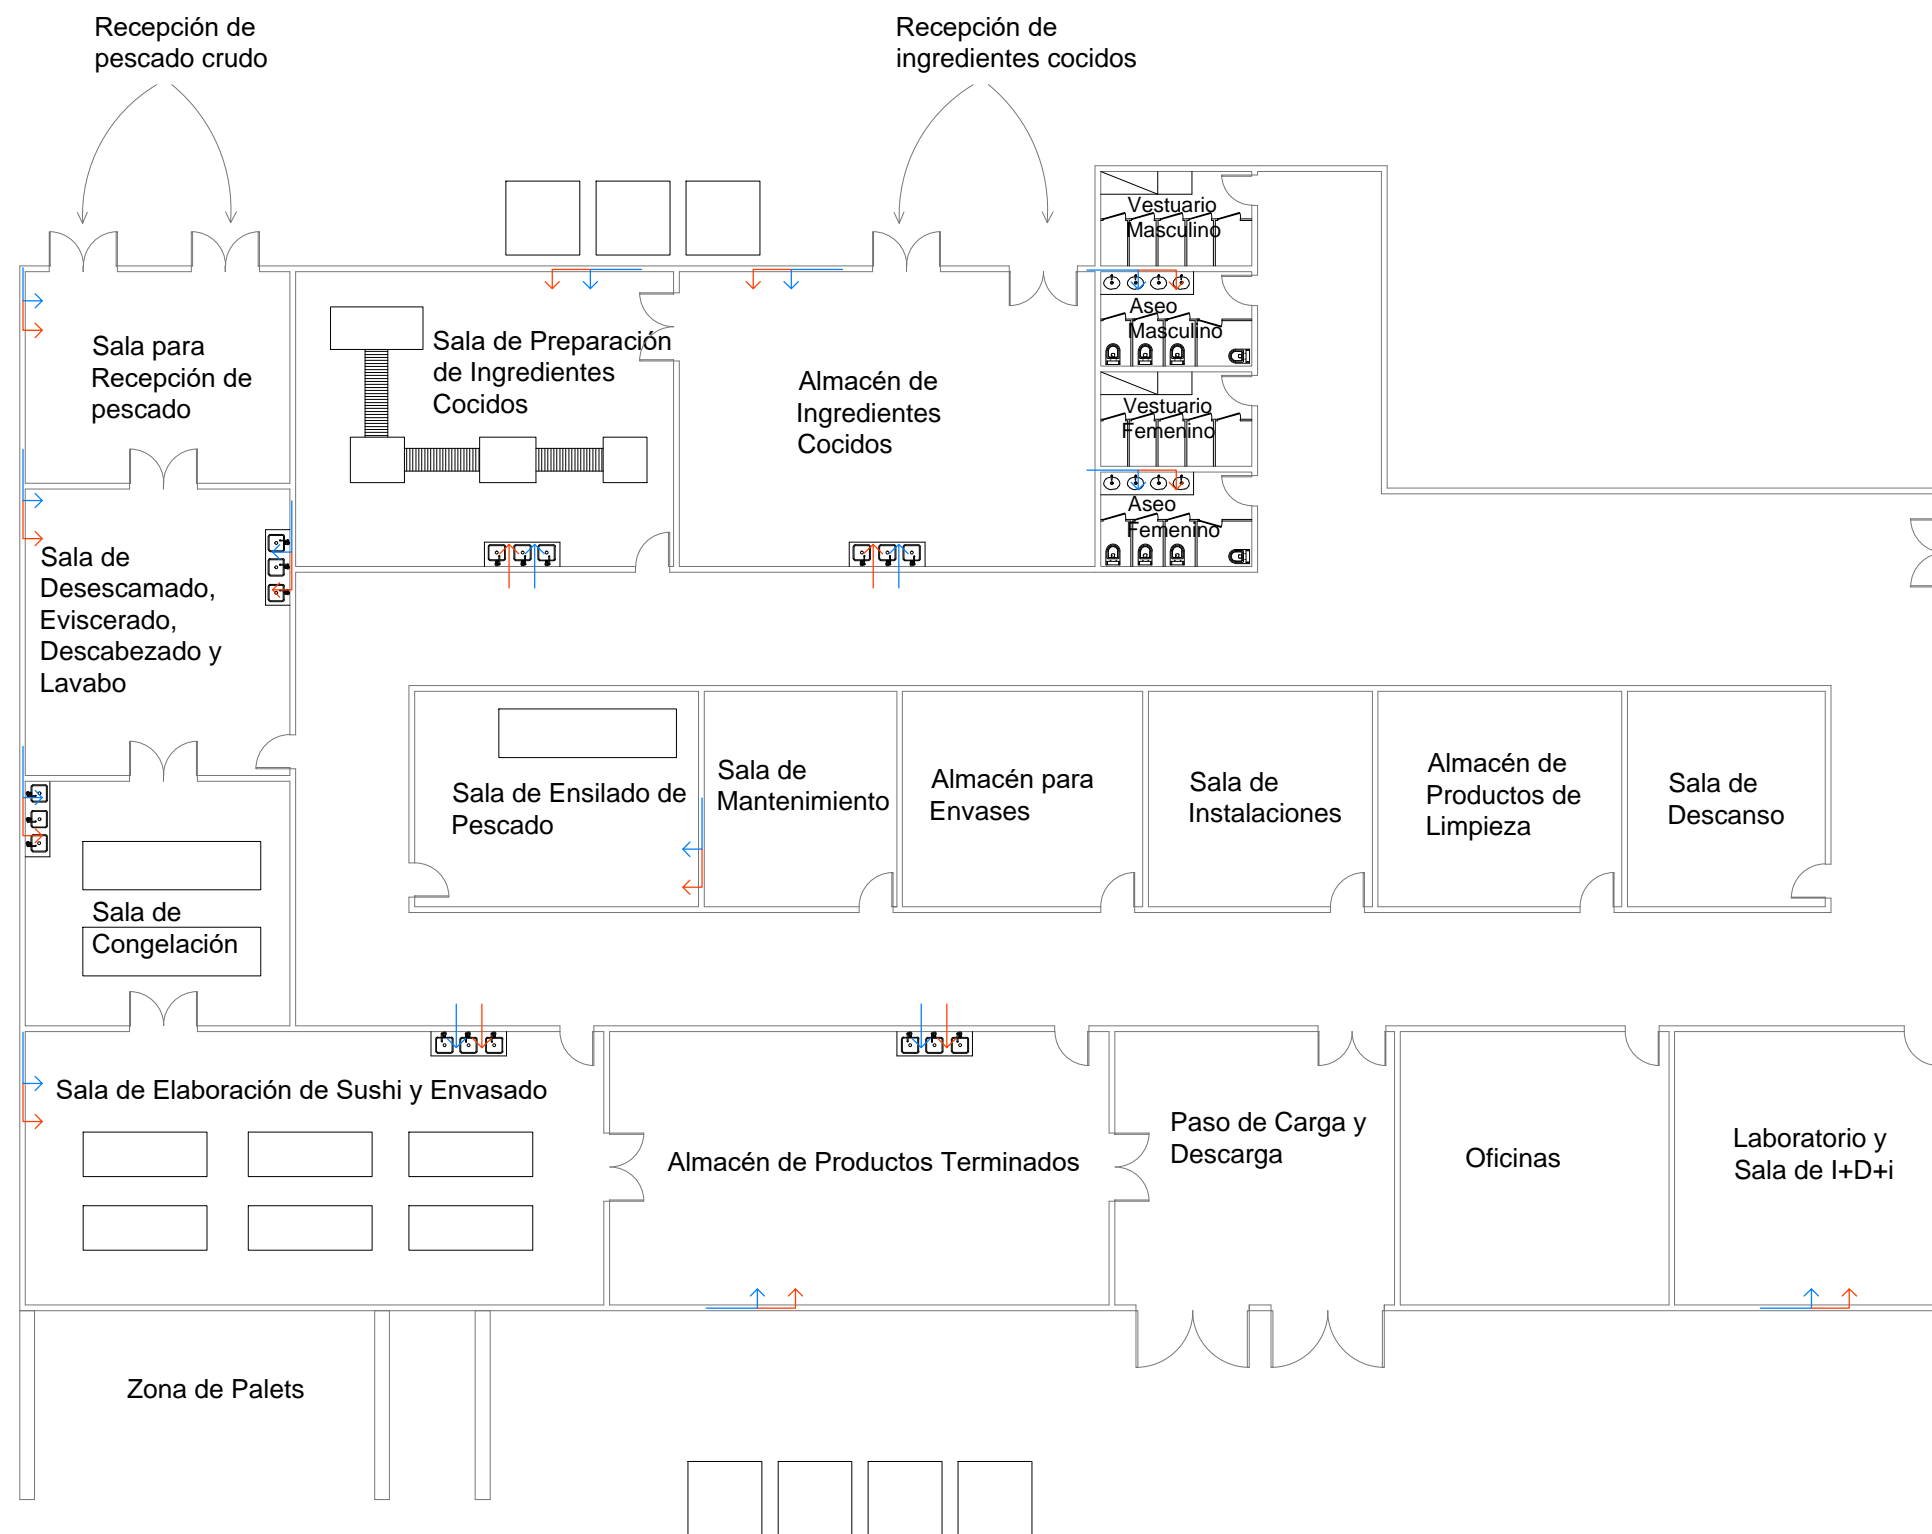 Recepción de
pescado crudo
Recepción de
ingredientes cocidos
Vestuario
Masculino
Aseo
Masculino
Vestuario
Femenino
Aseo
Femenino
Sala para
Recepción de
pescado
Sala de Preparación
de Ingredientes
Cocidos
Almacén de
Ingredientes
Cocidos
Sala de
Desescamado,
Eviscerado,
Descabezado y
Lavabo
Sala de Ensilado de
Pescado
Sala de
Mantenimiento
Almacén para
Envases
Sala de
Instalaciones
Almacén de
Productos de
Limpieza
Sala de
Descanso
Sala de
Congelación
Sala de Elaboración de Sushi y Envasado
Almacén de Productos Terminados
Paso de Carga y
Descarga
Oficinas
Laboratorio y
Sala de I+D+i
Zona de Palets